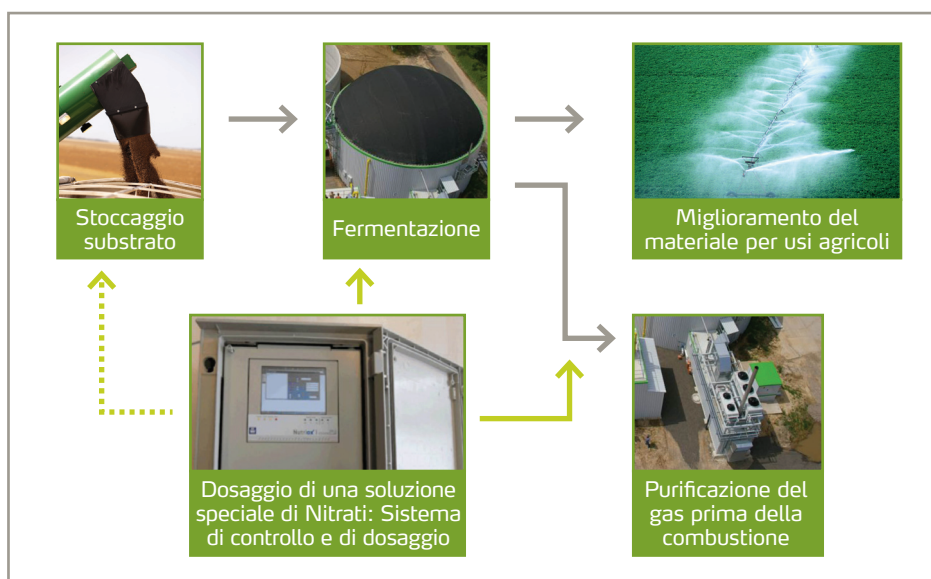 Stoccaggio
substrato
Fermentazione
Miglioramento del
materiale per usi agricoli
Dosaggio di una soluzione
speciale di Nitrati: Sistema
di controllo e di dosaggio
Purificazione del
gas prima della
combustione